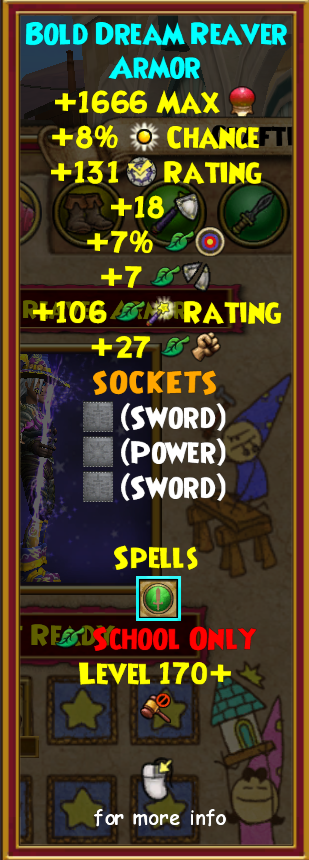 BOLD DREAM REAVER
ARMOR
+1666 MAX
+8% CHANCE
+131 RATING
+18
+7%
+7
+106 RATING
+27
SOCKETS
(SWORD)
(POWER)
(SWORD)
SPELLS
SCHOOL ONLY
LEVEL 170+
for more info